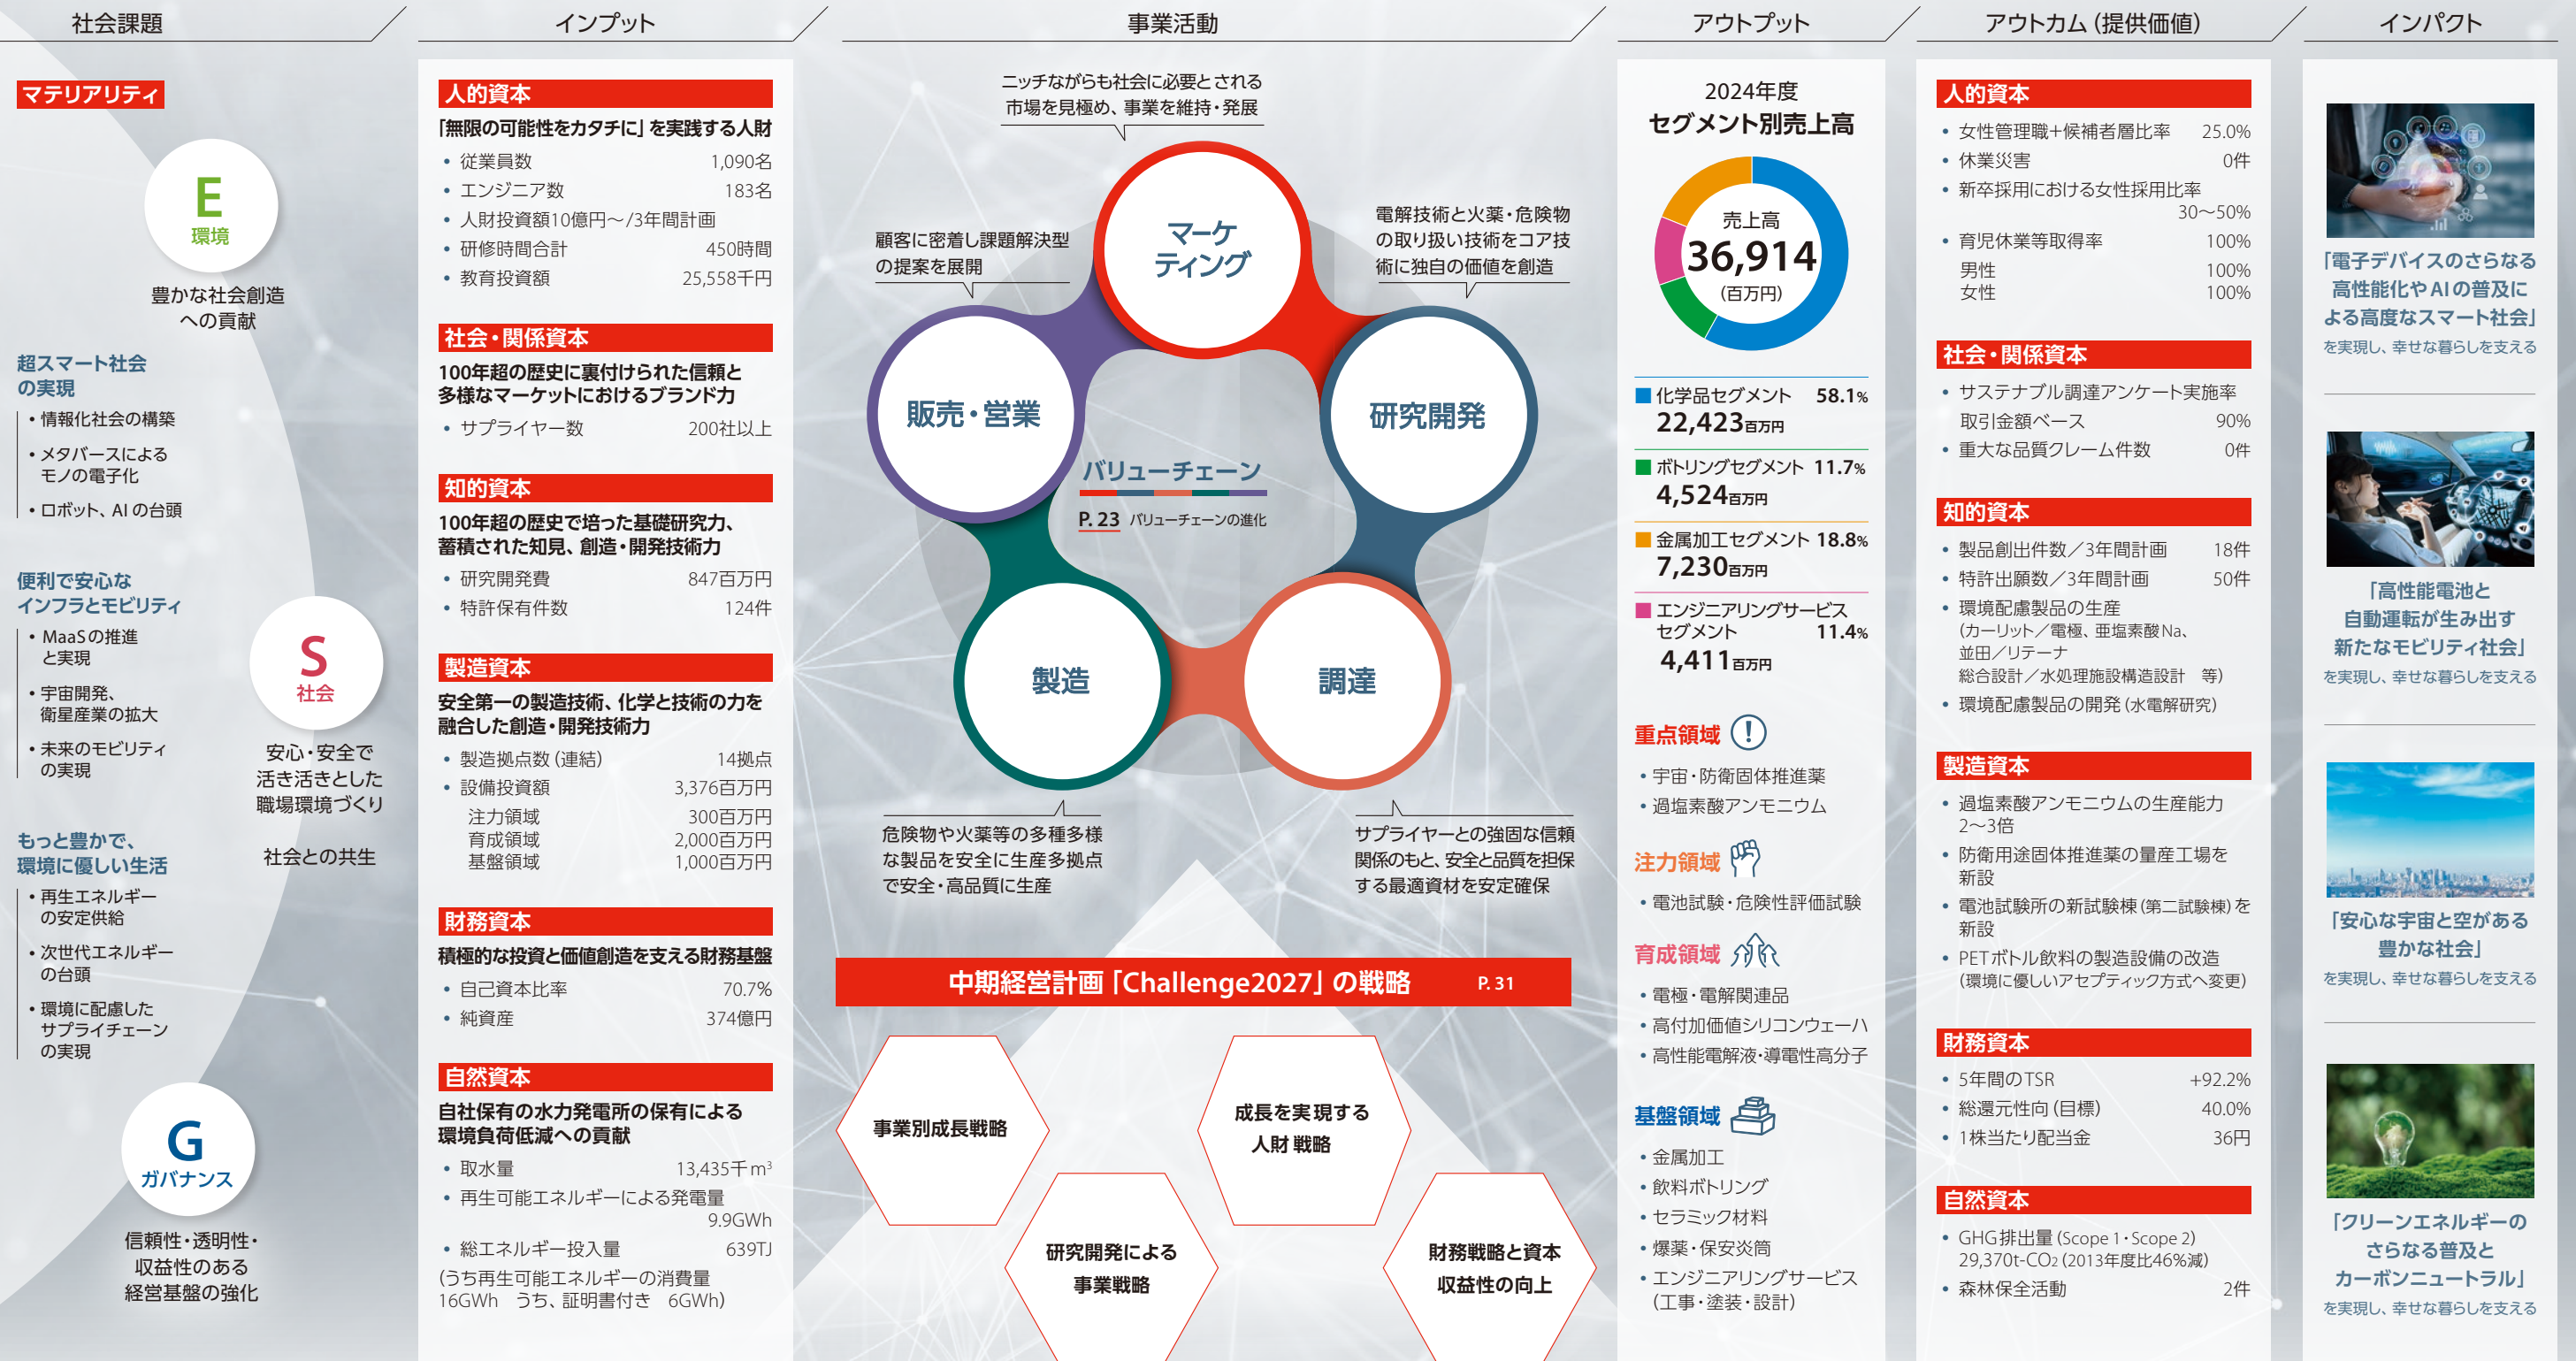 社会課題
マテリアリティ
E
環境
豊かな社会創造
への貢献
超スマート社会
の実現
・情報化社会の構築
・メタバースによる
モノの電子化
・ロボット、AI の台頭
便利で安心な
インフラとモビリティ
・MaaSの推進
と実現
・宇宙開発、
衛星産業の拡大
・未来のモビリティ
の実現
S
社会
安心・安全で
活き活きとした
職場環境づくり
社会との共生
もっと豊かで、
環境に優しい生活
・再生エネルギー
の安定供給
・次世代エネルギー
の台頭
・環境に配慮した
サプライチェーン
の実現
G
ガバナンス
信頼性・透明性・
収益性のある
経営基盤の強化
インプット
人的資本
「無限の可能性をカタチに」を実践する人財
• 従業員数 1,090名
• エンジニア数 183名
• 人財投資額10億円～/3年間計画
• 研修時間合計 450時間
• 教育投資額 25,558千円
社会・関係資本
100年超の歴史に裏付けられた信頼と
多様なマーケットにおけるブランド力
• サプライヤー数 200社以上
知的資本
100年超の歴史で培った基礎研究力、
蓄積された知見、創造・開発技術力
• 研究開発費 847百万円
• 特許保有件数 124件
製造資本
安全第一の製造技術、化学と技術の力を
融合した創造・開発技術力
• 製造拠点数（連結） 14拠点
• 設備投資額 3,376百万円
注力領域 300百万円
育成領域 2,000百万円
基盤領域 1,000百万円
財務資本
積極的な投資と価値創造を支える財務基盤
• 自己資本比率 70.7%
• 純資産 374億円
自然資本
自社保有の水力発電所の保有による
環境負荷低減への貢献
• 取水量 13,435千m³
• 再生可能エネルギーによる発電量
9.9GWh
• 総エネルギー投入量 639TJ
（うち再生可能エネルギーの消費量
16GWh うち、証明書付き 6GWh）
事業活動
ニッチながらも社会に必要とされる
市場を見極め、事業を維持・発展
マーケ
ティング
顧客に密着し課題解決型
の提案を展開
販売・営業
電解技術と火薬・危険物
の取り扱い技術をコア技
術に独自の価値を創造
研究開発
バリューチェーン
P. 23 バリューチェーンの進化
製造
調達
危険物や火薬等の多種多様
な製品を安全に生産多拠点
で安全・高品質に生産
サプライヤーとの強固な信頼
関係のもと、安全と品質を担保
する最適資材を安定確保
中期経営計画「Challenge2027」の戦略 P. 31
事業別成長戦略
成長を実現する
人財戦略
研究開発による
事業戦略
財務戦略と資本
収益性の向上
アウトプット
2024年度
セグメント別売上高
売上高
36,914
（百万円）
化学品セグメント 58.1%
22,423百万円
ボトリングセグメント 11.7%
4,524百万円
金属加工セグメント 18.8%
7,230百万円
エンジニアリングサービス
セグメント 11.4%
4,411百万円
重点領域
・宇宙・防衛固体推進薬
・過塩素酸アンモニウム
注力領域
・電池試験・危険性評価試験
育成領域
・電極・電解関連品
・高付加価値シリコンウェーハ
・高性能電解液・導電性高分子
基盤領域
・金属加工
・飲料ボトリング
・セラミック材料
・爆薬・保安炎筒
・エンジニアリングサービス
（工事・塗装・設計）
アウトカム（提供価値）
人的資本
• 女性管理職+候補者層比率 25.0%
• 休業災害 0件
• 新卒採用における女性採用比率
30～50%
• 育児休業等取得率 100%
男性 100%
女性 100%
社会・関係資本
• サステナブル調達アンケート実施率
取引金額ベース 90%
• 重大な品質クレーム件数 0件
知的資本
• 製品創出件数／3年間計画 18件
• 特許出願数／3年間計画 50件
• 環境配慮製品の生産
（カーリット／電極、亜塩素酸Na、
並田／リテーナ
総合設計／水処理施設構造設計 等）
• 環境配慮製品の開発（水電解研究）
製造資本
• 過塩素酸アンモニウムの生産能力
2～3倍
• 防衛用途固体推進薬の量産工場を
新設
• 電池試験所の新試験棟（第二試験棟）を
新設
• PETボトル飲料の製造設備の改造
（環境に優しいアセプティック方式へ変更）
財務資本
• 5年間のTSR +92.2%
• 総還元性向（目標） 40.0%
• 1株当たり配当金 36円
自然資本
• GHG排出量（Scope 1・Scope 2）
29,370t-CO2（2013年度比46%減）
• 森林保全活動 2件
インパクト
「電子デバイスのさらなる
高性能化やAIの普及に
よる高度なスマート社会」
を実現し、幸せな暮らしを支える
「高性能電池と
自動運転が生み出す
新たなモビリティ社会」
を実現し、幸せな暮らしを支える
「安心な宇宙と空がある
豊かな社会」
を実現し、幸せな暮らしを支える
「クリーンエネルギーの
さらなる普及と
カーボンニュートラル」
を実現し、幸せな暮らしを支える